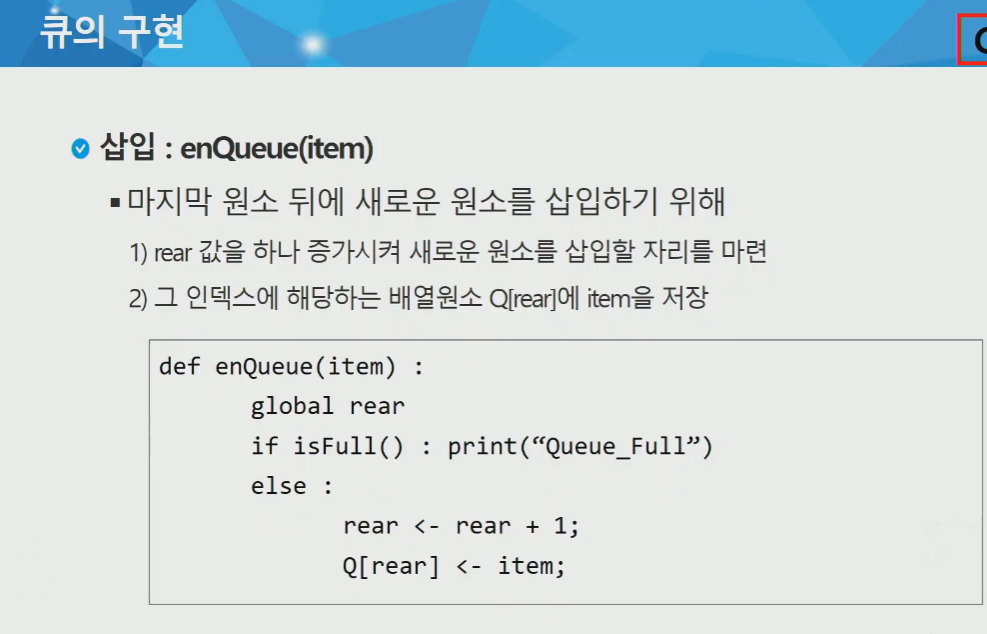 큐의 구현
삽입 : enQueue(item)
마지막 원소 뒤에 새로운 원소를 삽입하기 위해
1) rear 값을 하나 증가시켜 새로운 원소를 삽입할 자리를 마련
2) 그 인덱스에 해당하는 배열원소 Q[rear]에 item을 저장
def enQueue(item) :
global rear
if isFull() : print(“Queue_Full”)
else :
rear <- rear + 1;
Q[rear] <- item;